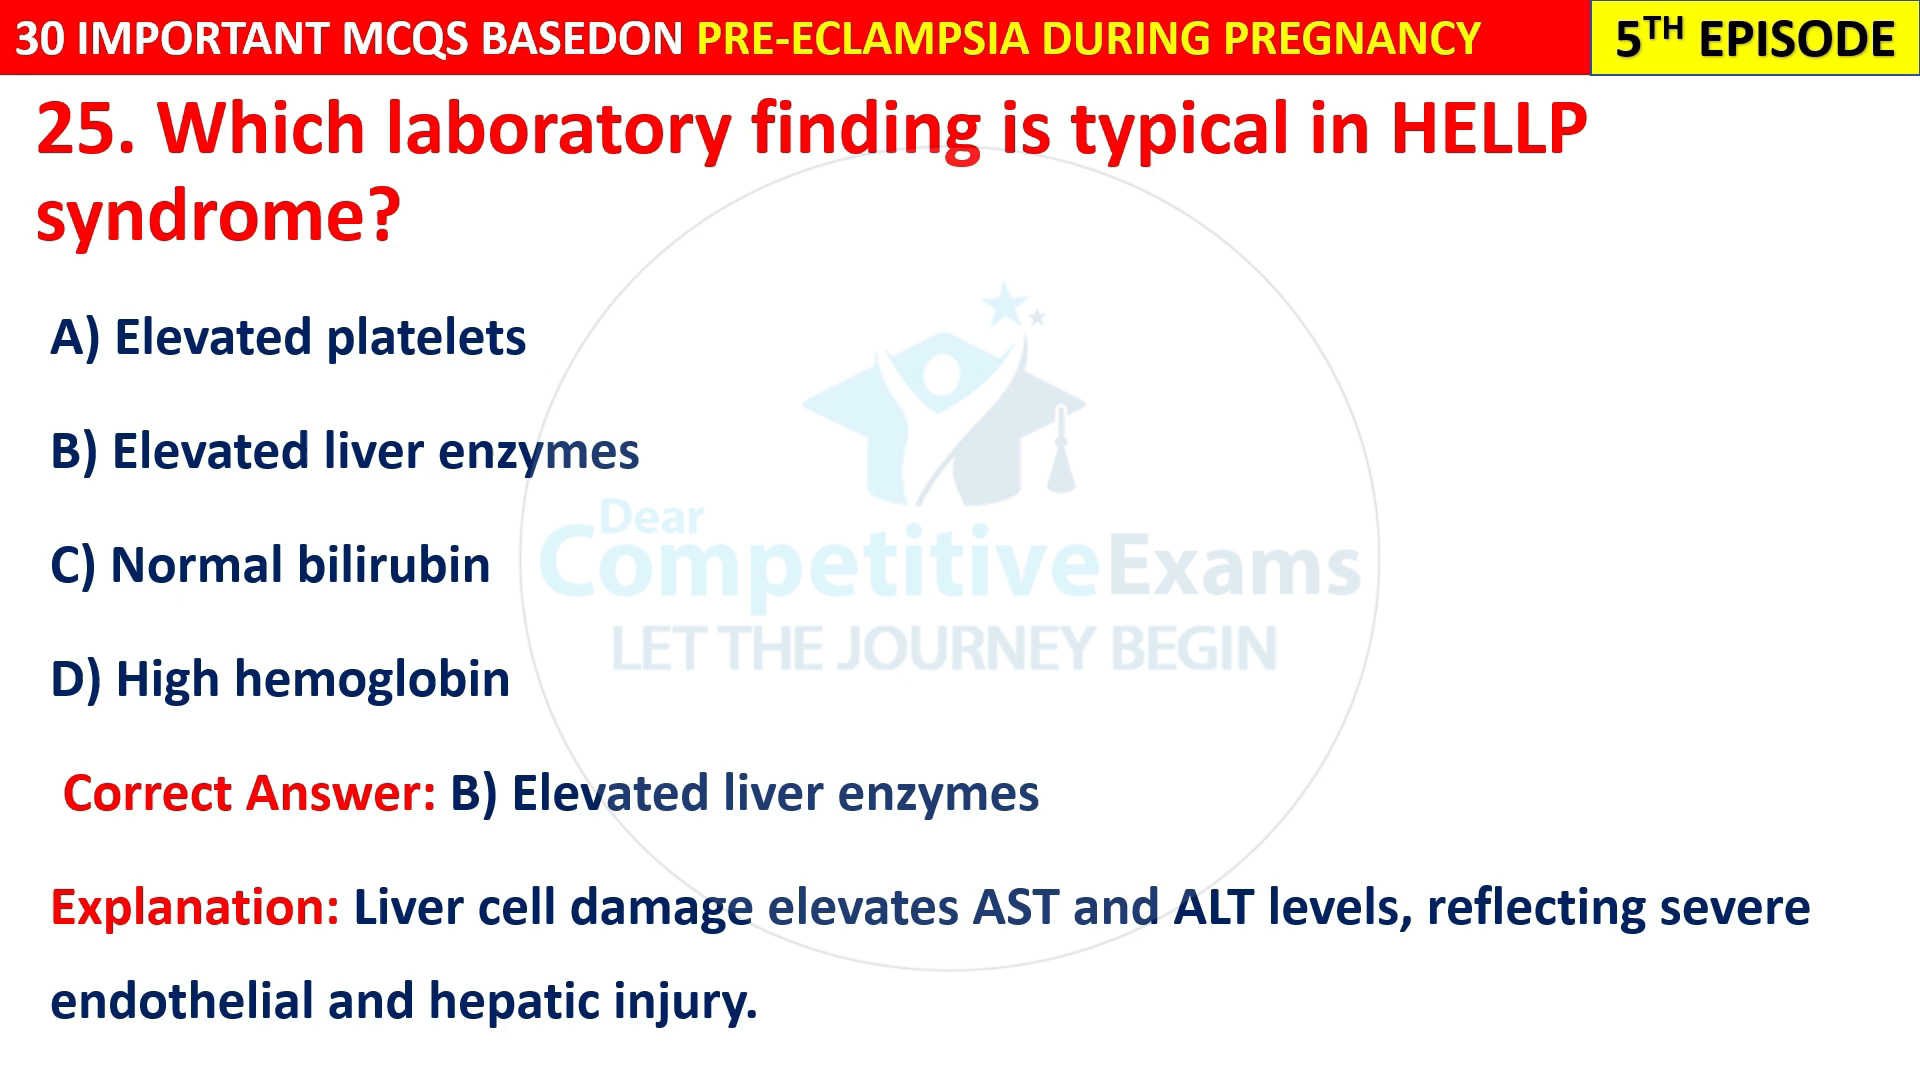 30 IMPORTANT MCQS BASEDON PRE-ECLAMPSIA DURING PREGNANCY
5TH EPISODE
25. Which laboratory finding is typical in HELLP
syndrome?
A) Elevated platelets
B) Elevated liver enzymes
C) Normal bilirubin
D) High hemoglobin
Correct Answer: B) Elevated liver enzymes
Explanation: Liver cell damage elevates AST and ALT levels, reflecting severe
endothelial and hepatic injury.
Dear
CompetitiveExams
LET THE JOURNEY BEGIN